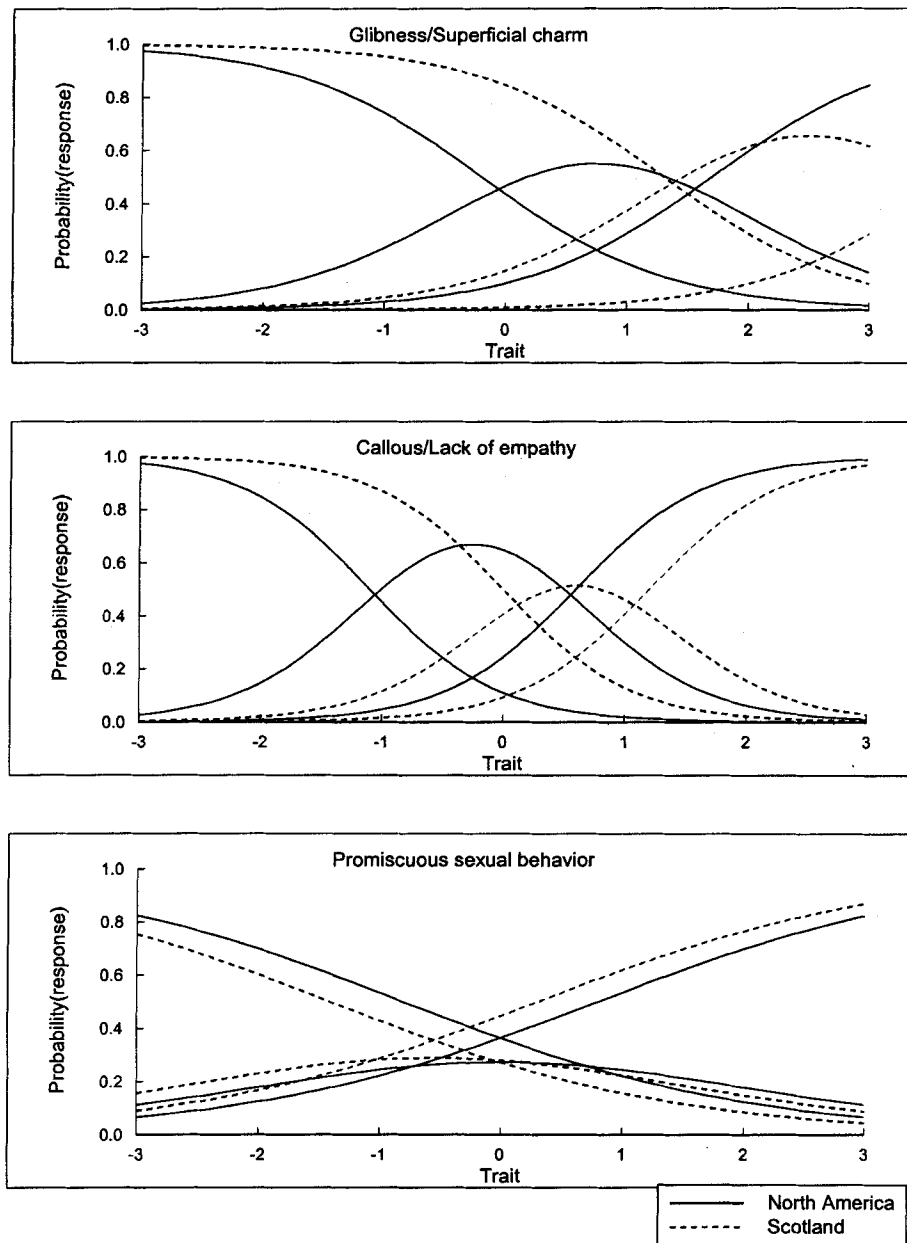 Glibness/Superficial charm
Probability(response)
1.0
0.8
0.6
0.4
0.2
0.0
-3 -2 -1 0 1 2 3
Trait
Callous/Lack of empathy
Probability(response)
1.0
0.8
0.6
0.4
0.2
0.0
-3 -2 -1 0 1 2 3
Trait
Promiscuous sexual behavior
Probability(response)
1.0
0.8
0.6
0.4
0.2
0.0
-3 -2 -1 0 1 2 3
Trait
North America
Scotland